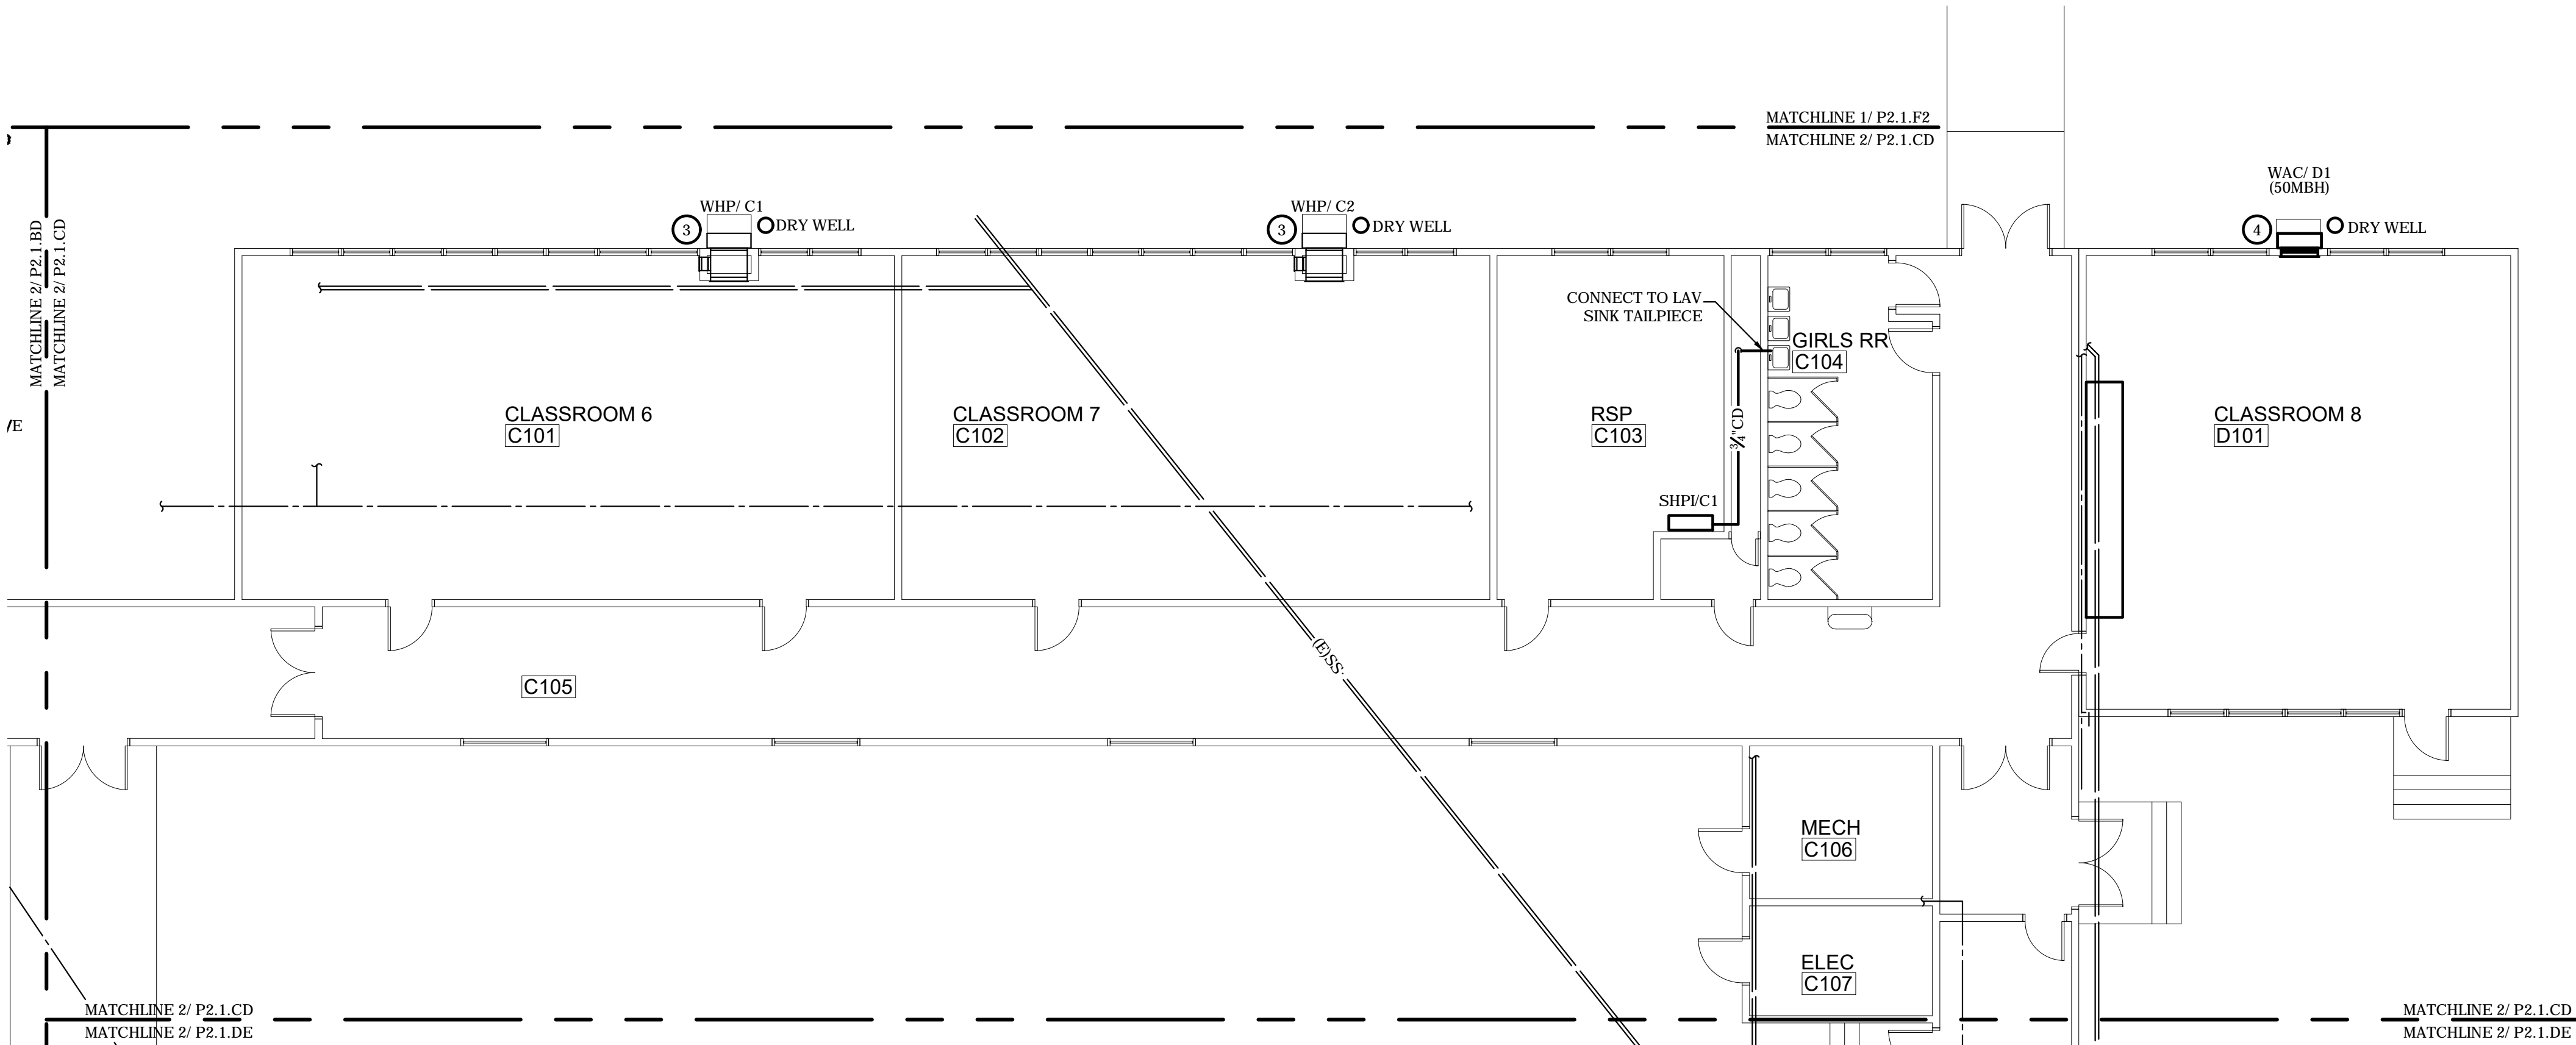 MATCHLINE 1/ P2.1.F2
MATCHLINE 2/ P2.1.CD
MATCHLINE 2/ P2.1.BD
MATCHLINE 2/ P2.1.CD
WHP/ C1
3
DRY WELL
WHP/ C2
3
DRY WELL
WAC/ D1
(50MBH)
4
DRY WELL
CONNECT TO LAV
SINK TAILPIECE
GIRLS RR
C104
CLASSROOM 6
C101
CLASSROOM 7
C102
RSP
C103
3/4"CD
CLASSROOM 8
D101
/E
SHPI/C1
(E)SS
C105
MECH
C106
ELEC
C107
MATCHLINE 2/ P2.1.CD
MATCHLINE 2/ P2.1.DE
MATCHLINE 2/ P2.1.CD
MATCHLINE 2/ P2.1.DE